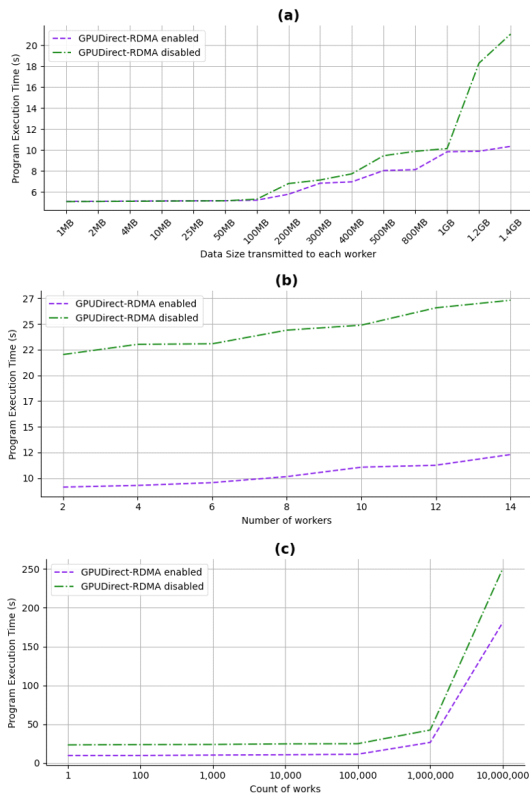 (a)
GPUDirect-RDMA enabled
GPUDirect-RDMA disabled
Program Execution Time (s)
20
18
16
14
12
10
8
6
1MB 2MB 4MB 10MB 25MB 50MB 100MB 200MB 300MB 400MB 500MB 800MB 1GB 1.2GB 1.4GB
Data Size transmitted to each worker
(b)
GPUDirect-RDMA enabled
GPUDirect-RDMA disabled
Program Execution Time (s)
27
25
22
20
17
15
12
10
2 4 6 8 10 12 14
Number of workers
(c)
GPUDirect-RDMA enabled
GPUDirect-RDMA disabled
Program Execution Time (s)
250
200
150
100
50
0
1 100 1,000 10,000 100,000 1,000,000 10,000,000
Count of works